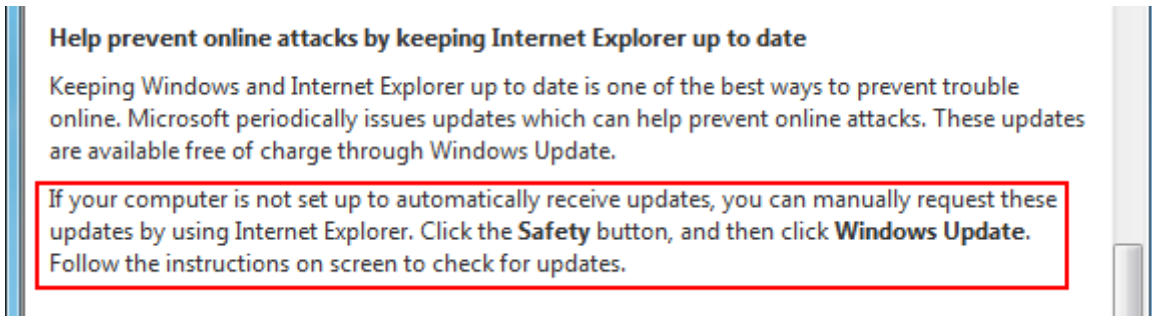 Help prevent online attacks by keeping Internet Explorer up to date
Keeping Windows and Internet Explorer up to date is one of the best ways to prevent trouble
online. Microsoft periodically issues updates which can help prevent online attacks. These updates
are available free of charge through Windows Update.
If your computer is not set up to automatically receive updates, you can manually request these
updates by using Internet Explorer. Click the Safety button, and then click Windows Update.
Follow the instructions on screen to check for updates.